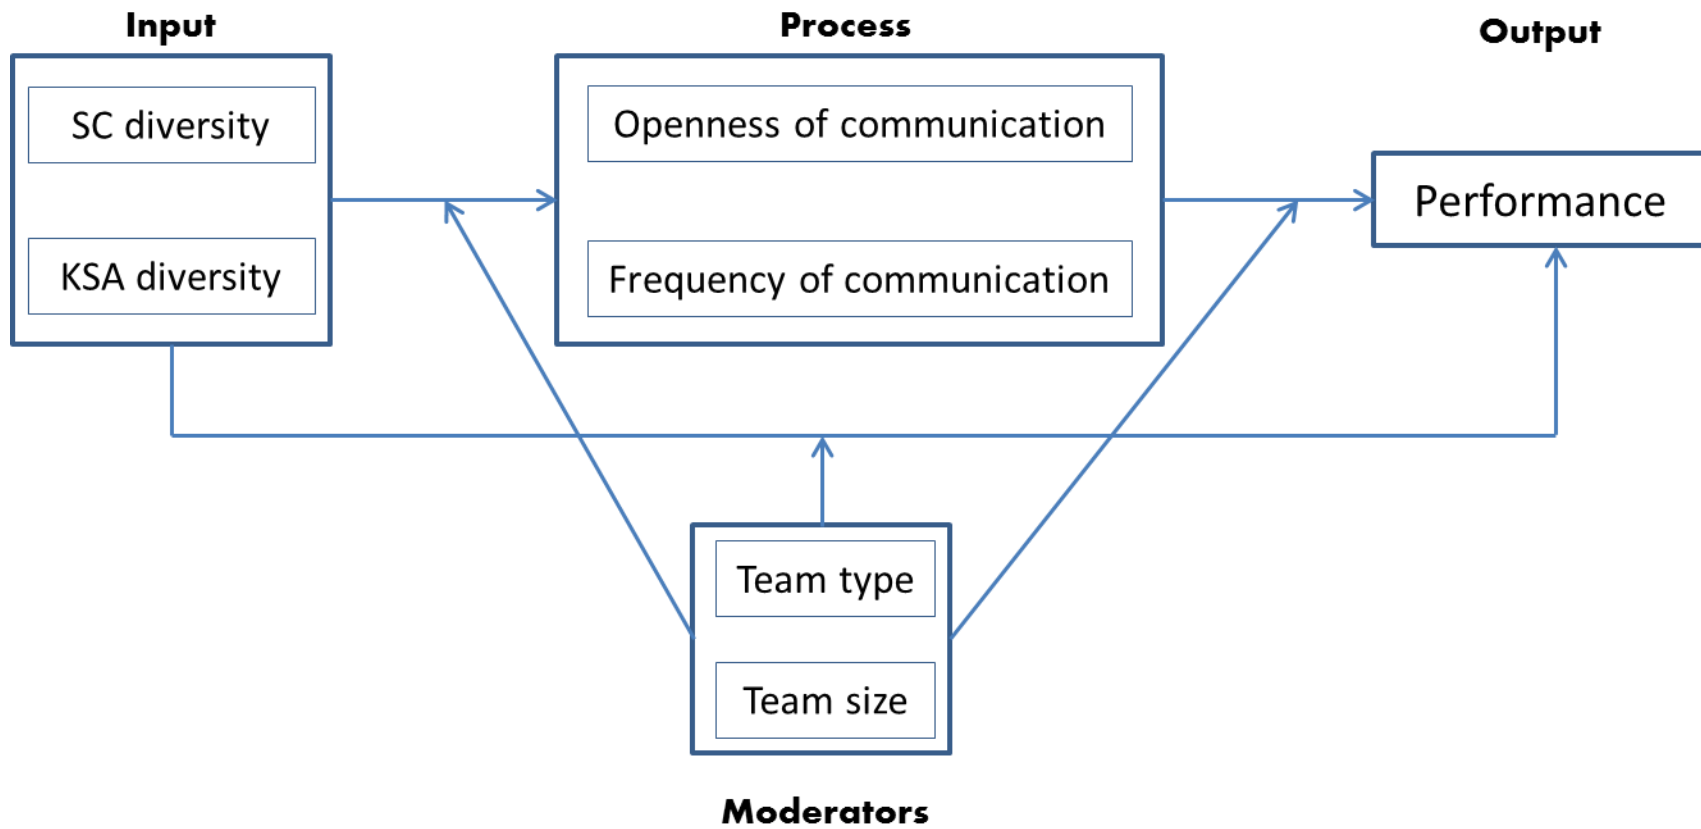 Input
Process
Output
SC diversity
KSA diversity
Openness of communication
Frequency of communication
Performance
Team type
Team size
Moderators